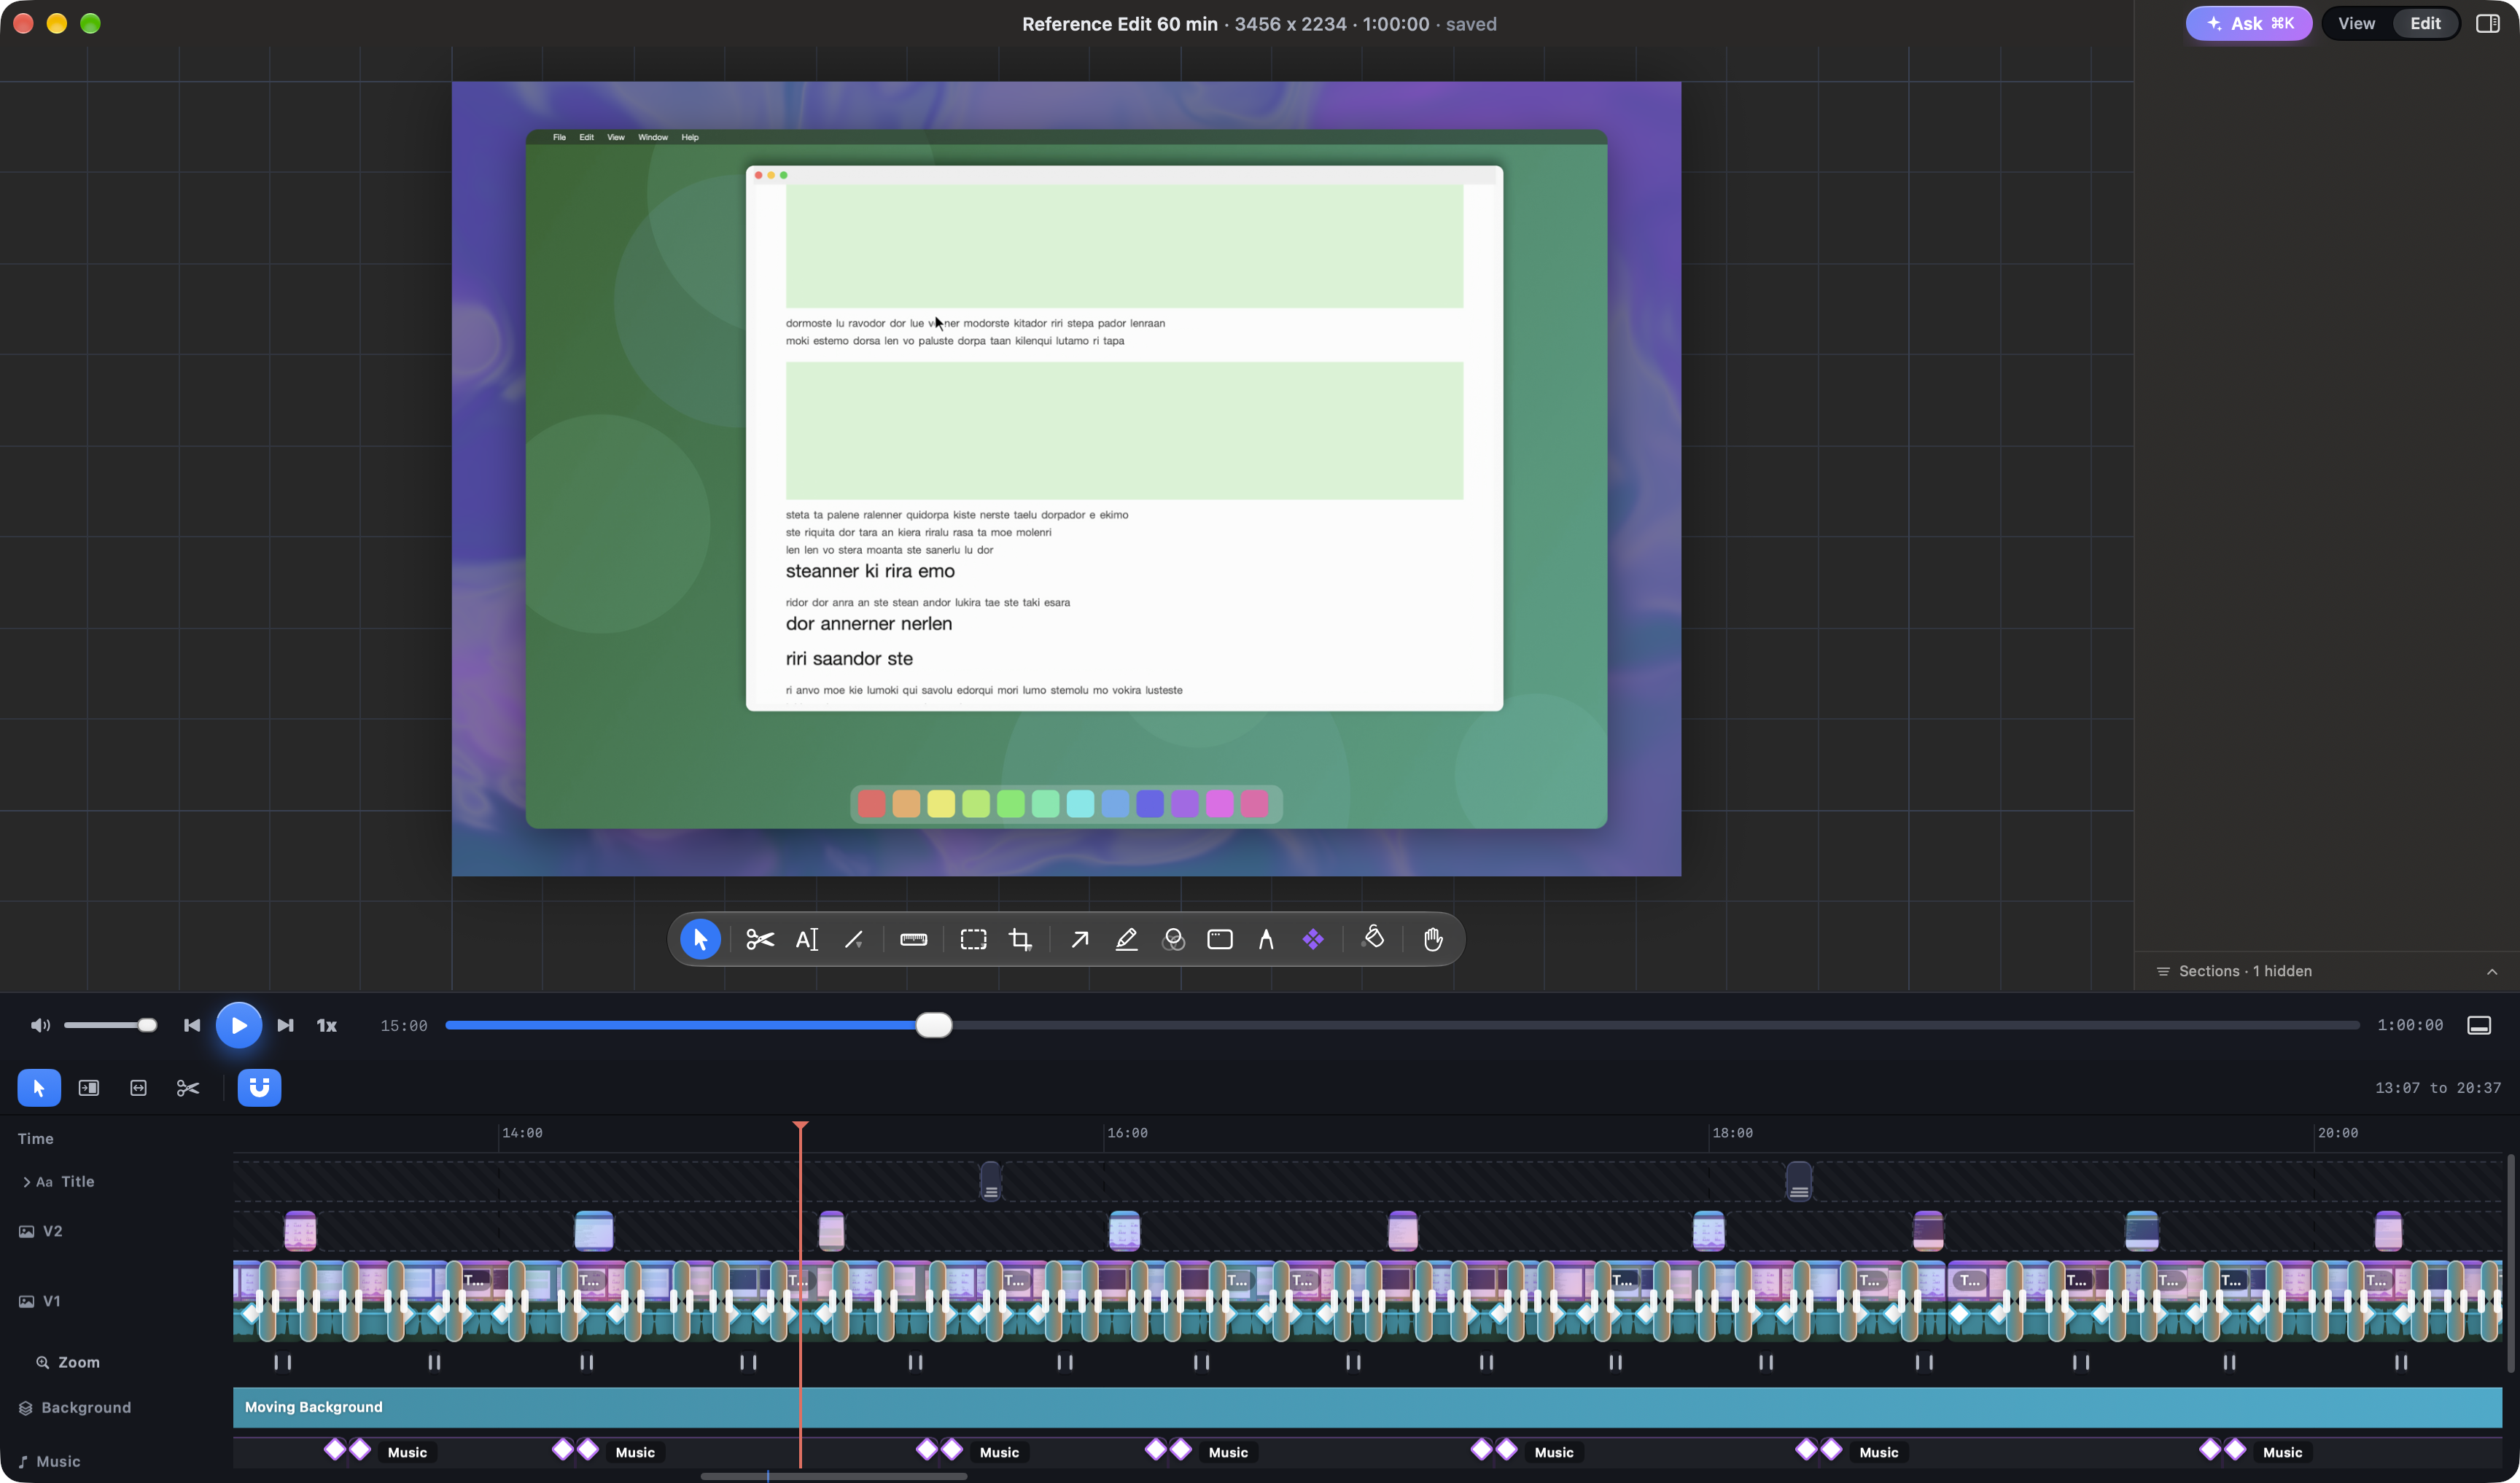 Reference Edit 60 min · 3456 x 2234 · 1:00:00 · saved
Ask ⌘K
View
Edit
File Edit View Window Help
dormoste lu ravodor dor lue ner modorste kitador riri stepa pador lenraan
moki estemo dorsa len vo paluste dorpa taan kilenqui lutamo ri tapa
steta ta palene ralenner quidorpa kiste nerste taelu dorpador e ekimo
ste riquita dor tara an kiera riralu rasa ta moe molenri
len len vo stera moanta ste sanerlu lu dor
steanner ki rira emo
ridor dor anra an ste stean andor lukira tae ste taki esara
dor annerner nerlen
riri saandor ste
ri anvo moe kie lumoki qui savolu edorqui mori lumo stemolu mo vokira lusteste
Sections · 1 hidden
1x
15:00
1:00:00
13:07 to 20:37
Time
14:00 16:00 18:00 20:00
Aa Title
V2
V1
T... T... T... T... T... T... T... T... T... T... T... T... T...
Zoom
Background
Moving Background
Music
Music Music Music Music Music Music Music